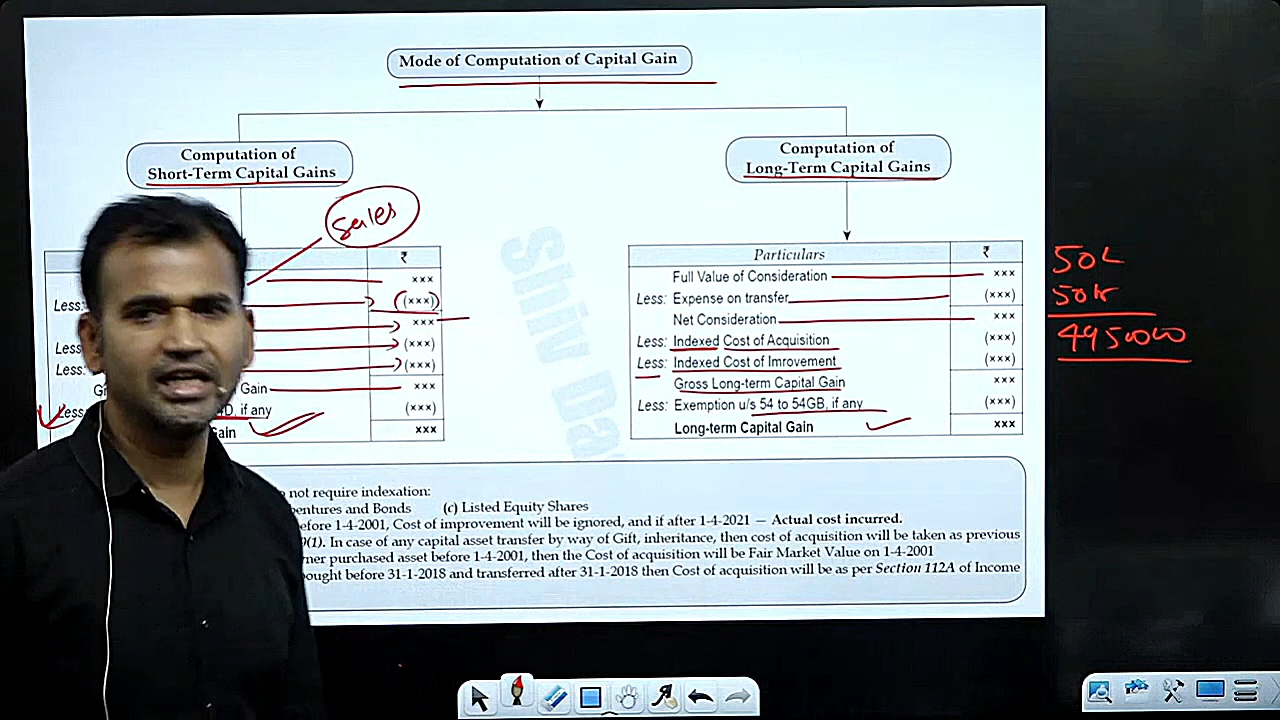 Mode of Computation of Capital Gain
Computation of
Short-Term Capital Gains
Computation of
Long-Term Capital Gains
Sales
₹
xxx
Less: (xxx)
xxx
Less (xxx)
Less: (xxx)
Gain xxx
Less D, if any (xxx)
Gain xxx
Particulars ₹
Full Value of Consideration xxx
Less: Expense on transfer (xxx)
Net Consideration xxx
Less: Indexed Cost of Acquisition (xxx)
Less: Indexed Cost of Imrovement (xxx)
Gross Long-term Capital Gain xxx
Less: Exemption u/s 54 to 54GB, if any (xxx)
Long-term Capital Gain xxx
50L
50k
4950000
Shiv Da
not require indexation:
entures and Bonds (c) Listed Equity Shares
efore 1-4-2001, Cost of improvement will be ignored, and if after 1-4-2021 — Actual cost incurred.
(1). In case of any capital asset transfer by way of Gift, inheritance, then cost of acquisition will be taken as previous
ner purchased asset before 1-4-2001, then the Cost of acquisition will be Fair Market Value on 1-4-2001
ought before 31-1-2018 and transferred after 31-1-2018 then Cost of acquisition will be as per Section 112A of Income